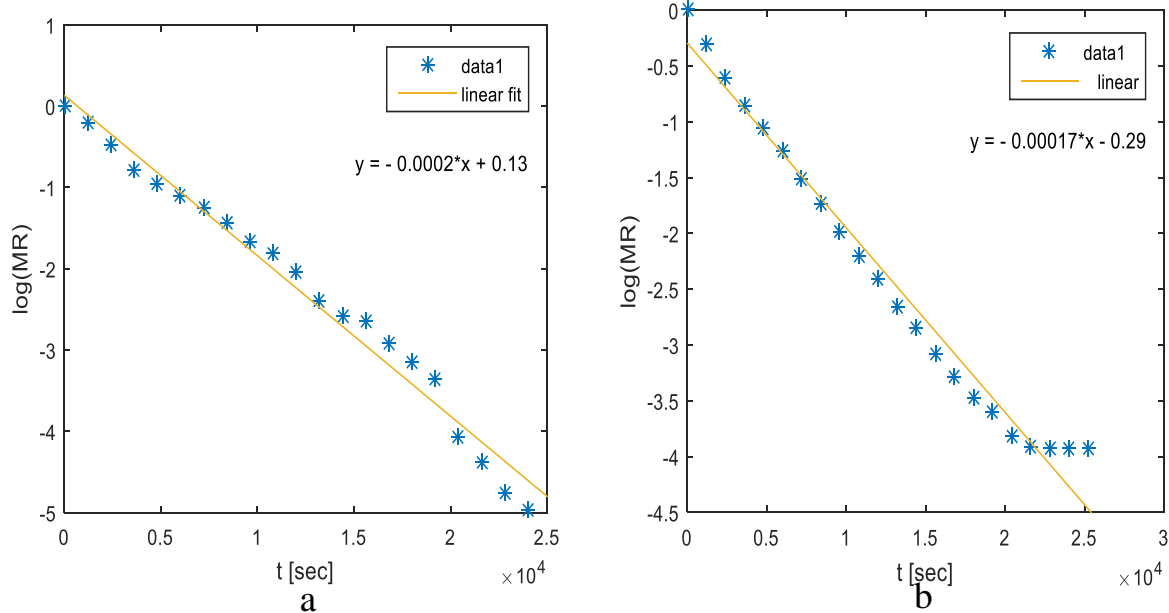 1
0
-1
-2
-3
-4
-5
log(MR)
data1
linear fit
y = - 0.0002*x + 0.13
0 0.5 1 1.5 2 2.5
t [sec] ×10^4
a
0
-0.5
-1
-1.5
-2
-2.5
-3
-3.5
-4
-4.5
log(MR)
data1
linear
y = - 0.00017*x - 0.29
0 0.5 1 1.5 2 2.5 3
t [sec] ×10^4
b